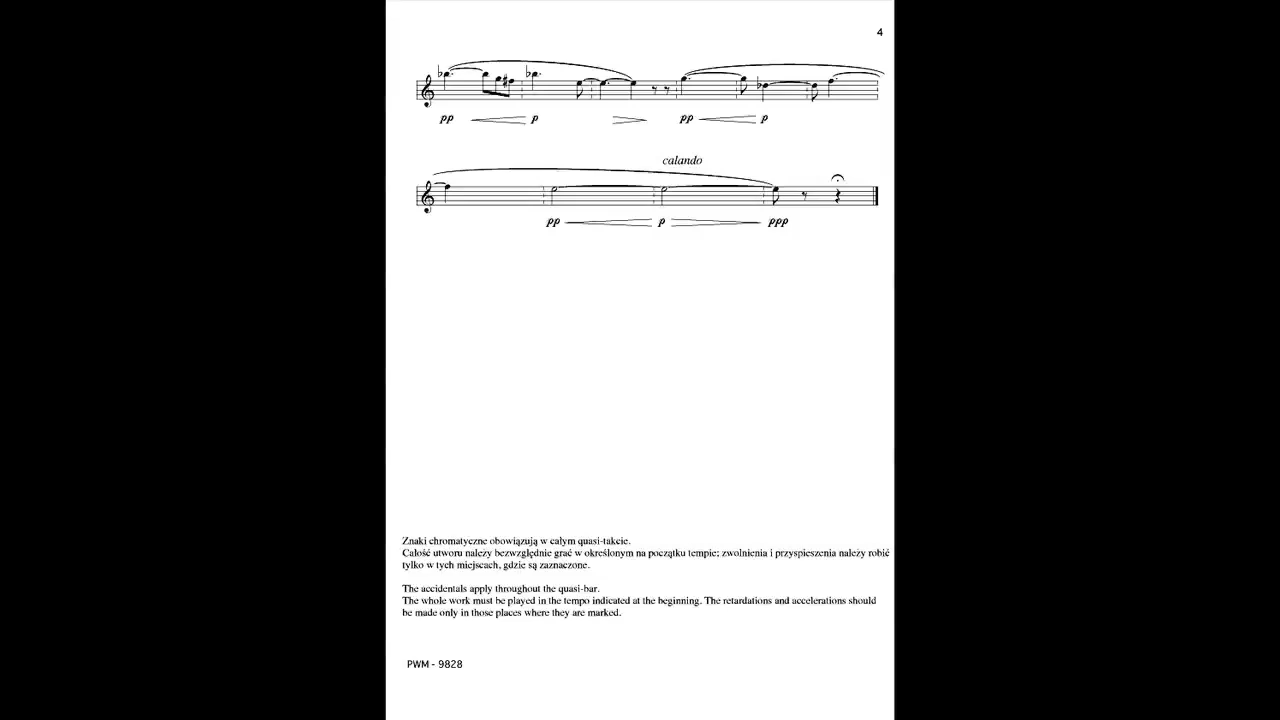 4
pp p pp p
calando
pp p ppp
Znaki chromatyczne obowiązują w całym quasi-takcie.
Całość utworu należy bezwzględnie grać w określonym na początku tempie; zwolnienia i przyspieszenia należy robić
tylko w tych miejscach, gdzie są zaznaczone.
The accidentals apply throughout the quasi-bar.
The whole work must be played in the tempo indicated at the beginning. The retardations and accelerations should
be made only in those places where they are marked.
PWM - 9828